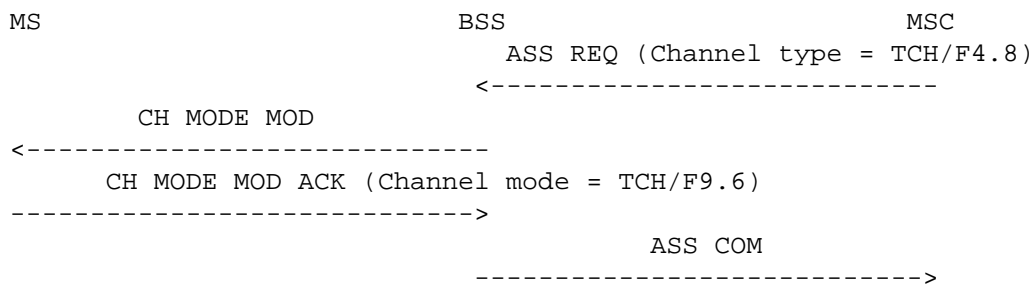 MS BSS MSC
ASS REQ (Channel type = TCH/F4.8)
<----------------------------
CH MODE MOD
<-----------------------------
CH MODE MOD ACK (Channel mode = TCH/F9.6)
----------------------------->
ASS COM
---------------------------->